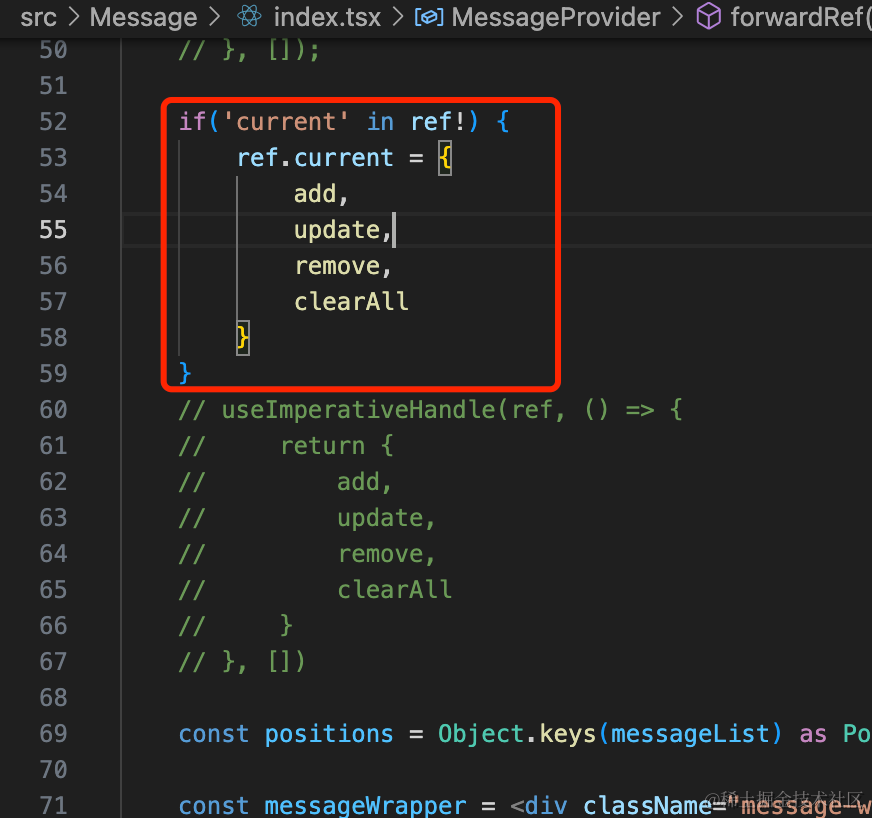 src > Message > index.tsx > MessageProvider > forwardRef(
50 // }, []);
51
52 if('current' in ref!) {
53 ref.current = {
54 add,
55 update,
56 remove,
57 clearAll
58 }
59 }
60 // useImperativeHandle(ref, () => {
61 // return {
62 // add,
63 // update,
64 // remove,
65 // clearAll
66 // }
67 // }, [])
68
69 const positions = Object.keys(messageList) as Po
70
71 const messageWrapper = <div className="message-w
@稀土掘金技术社区